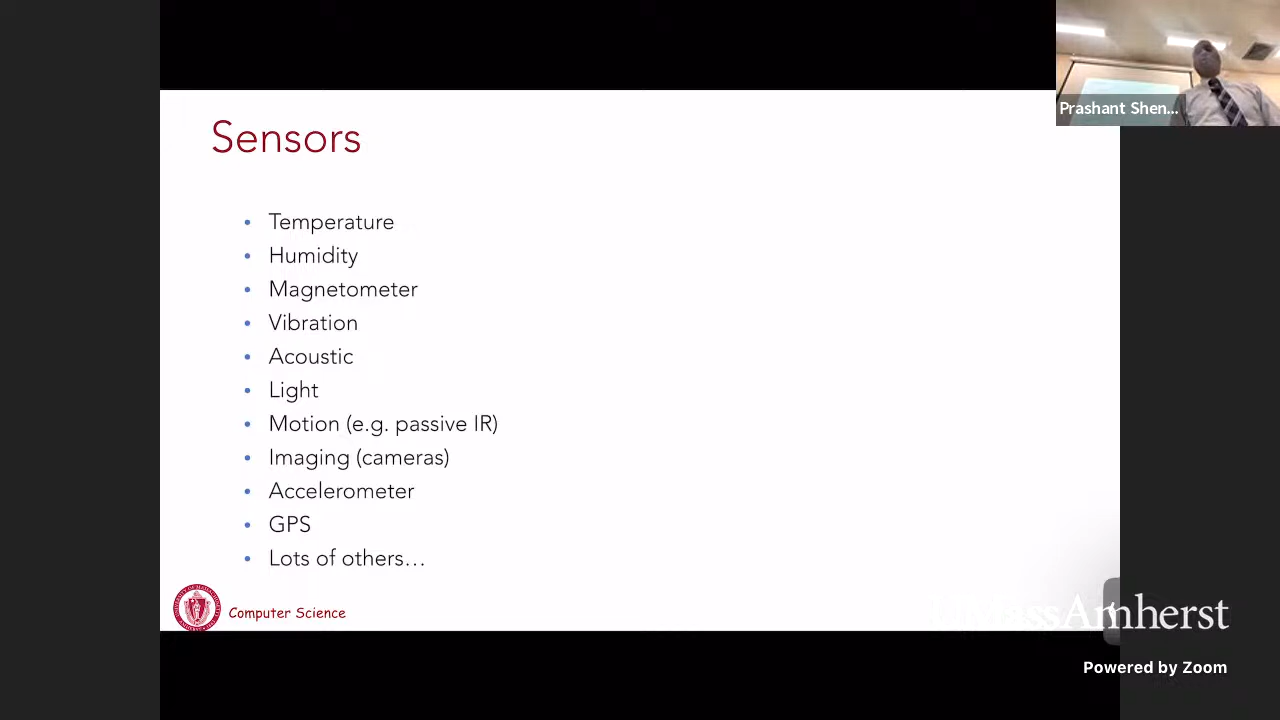 Prashant Shen...
Sensors
• Temperature
• Humidity
• Magnetometer
• Vibration
• Acoustic
• Light
• Motion (e.g. passive IR)
• Imaging (cameras)
• Accelerometer
• GPS
• Lots of others…
Computer Science
UMassAmherst
Powered by Zoom